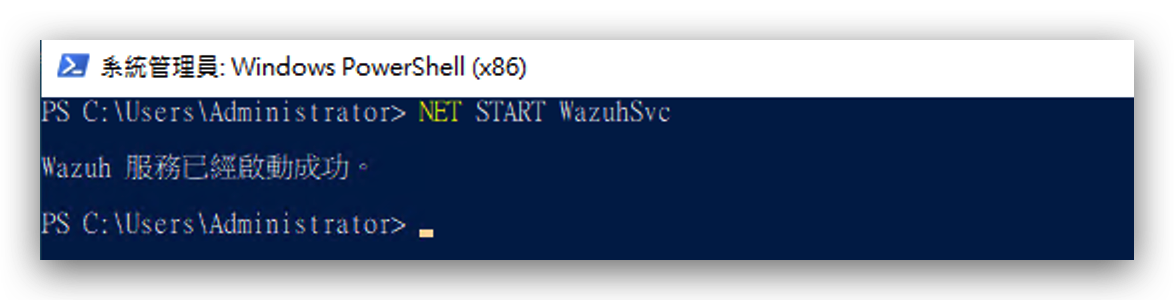 系統管理員: Windows PowerShell (x86)
PS C:\Users\Administrator> NET START WazuhSvc
Wazuh 服務已經啟動成功。
PS C:\Users\Administrator>